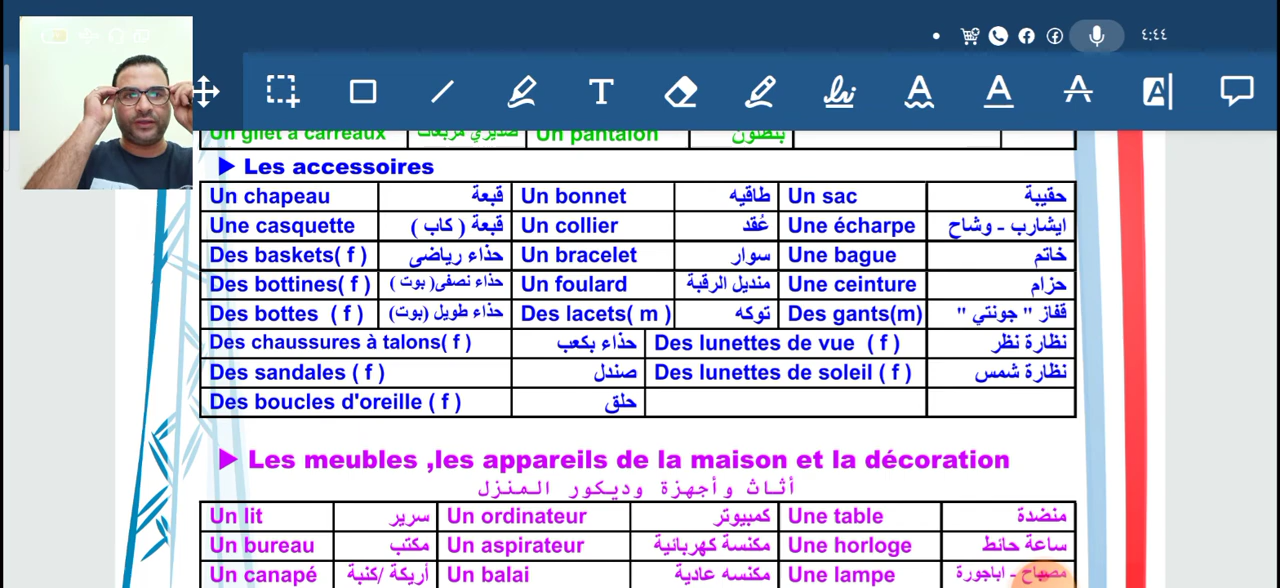 ٤:٤٤
Un gilet à carreaux صديري مربعات Un pantalon بنطلون
Les accessoires
Un chapeau قبعة Un bonnet طاقيه Un sac حقيبة
Une casquette قبعة ( كاب ) Un collier عُقد Une écharpe ايشارب - وشاح
Des baskets( f ) حذاء رياضى Un bracelet سوار Une bague خاتم
Des bottines( f ) حذاء نصفى( بوت ) Un foulard منديل الرقبة Une ceinture حزام
Des bottes ( f ) حذاء طويل (بوت) Des lacets( m ) توكه Des gants(m) قفاز " جونتي "
Des chaussures à talons( f ) حذاء بكعب Des lunettes de vue ( f ) نظارة نظر
Des sandales ( f ) صندل Des lunettes de soleil ( f ) نظارة شمس
Des boucles d'oreille ( f ) حلق
Les meubles ,les appareils de la maison et la décoration
أثاث وأجهزة وديكور المنزل
Un lit سرير Un ordinateur كمبيوتر Une table منضدة
Un bureau مكتب Un aspirateur مكنسة كهربائية Une horloge ساعة حائط
Un canapé أريكة /كنبة Un balai مكنسه عادية Une lampe مصباح - اباجورة